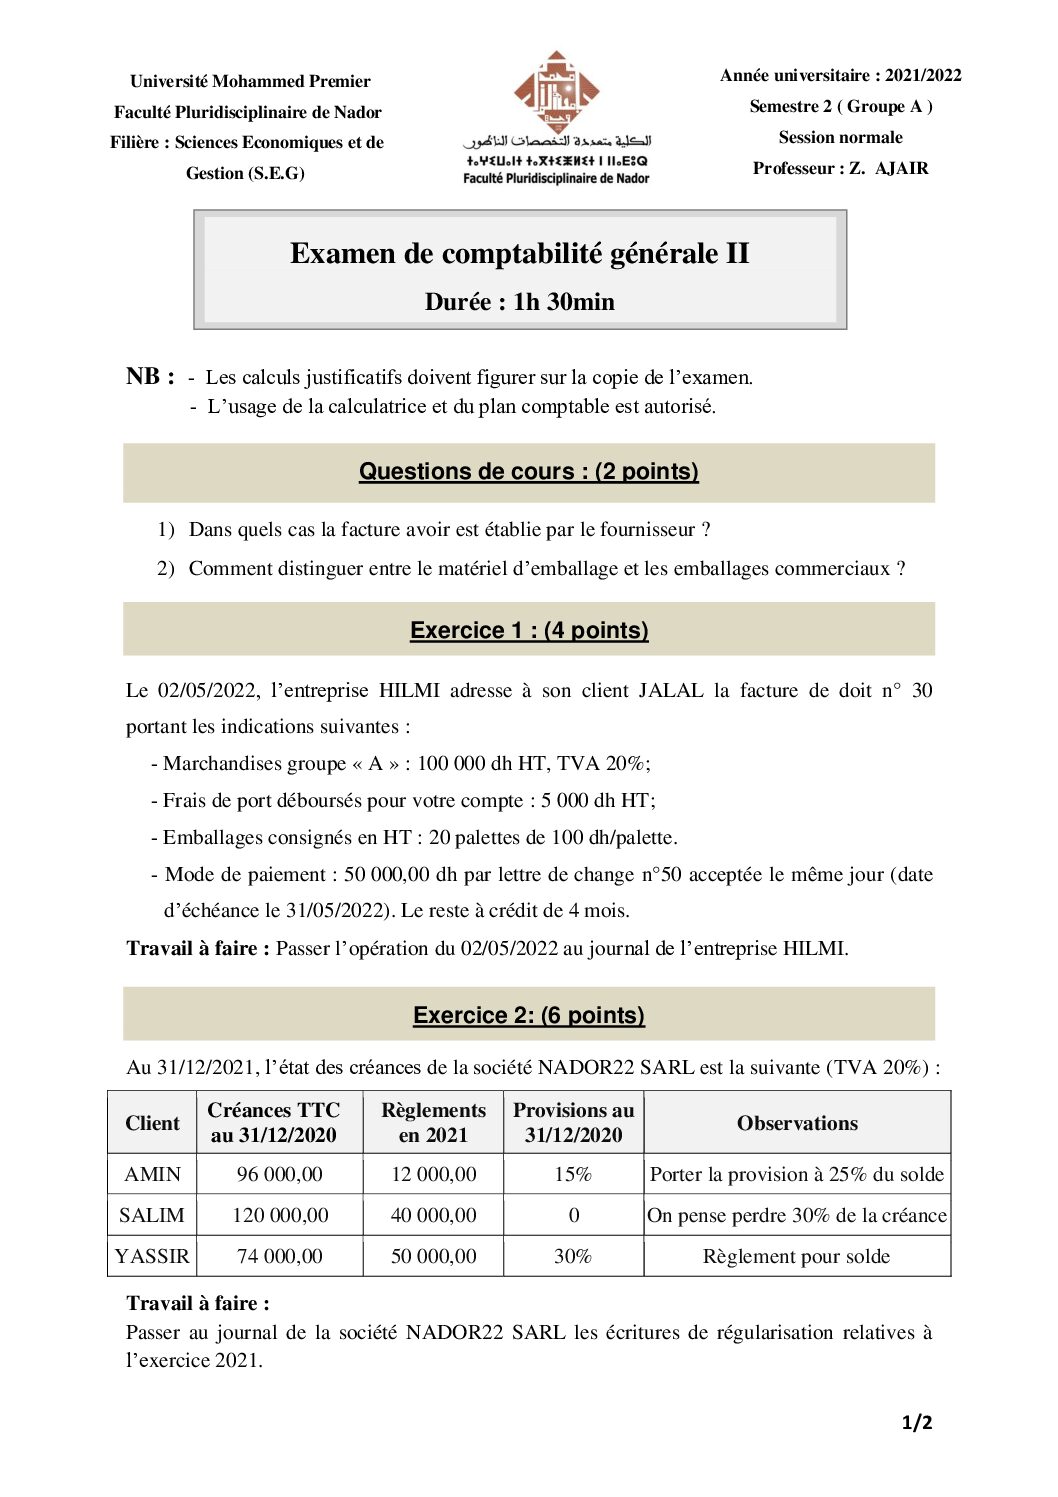 Université Mohammed Premier
Faculté Pluridisciplinaire de Nador
Filière : Sciences Economiques et de
Gestion (S.E.G)
الكلية متعددة التخصصات الناظور
ⵜⴰⵖⵉⵡⴰⵏⵜ ⵜⴰⴳⵜⵉⵣⵍⵉⵜ ⵏ ⵏⵏⴰⴹⵓⵔ
Faculté Pluridisciplinaire de Nador
Année universitaire : 2021/2022
Semestre 2 ( Groupe A )
Session normale
Professeur : Z. AJAIR
Examen de comptabilité générale II
Durée : 1h 30min
NB : - Les calculs justificatifs doivent figurer sur la copie de l’examen.
- L’usage de la calculatrice et du plan comptable est autorisé.
Questions de cours : (2 points)
1) Dans quels cas la facture avoir est établie par le fournisseur ?
2) Comment distinguer entre le matériel d’emballage et les emballages commerciaux ?
Exercice 1 : (4 points)
Le 02/05/2022, l’entreprise HILMI adresse à son client JALAL la facture de doit n° 30
portant les indications suivantes :
- Marchandises groupe « A » : 100 000 dh HT, TVA 20%;
- Frais de port déboursés pour votre compte : 5 000 dh HT;
- Emballages consignés en HT : 20 palettes de 100 dh/palette.
- Mode de paiement : 50 000,00 dh par lettre de change n°50 acceptée le même jour (date
d’échéance le 31/05/2022). Le reste à crédit de 4 mois.
Travail à faire : Passer l’opération du 02/05/2022 au journal de l’entreprise HILMI.
Exercice 2: (6 points)
Au 31/12/2021, l’état des créances de la société NADOR22 SARL est la suivante (TVA 20%) :
Client Créances TTC au 31/12/2020 Règlements en 2021 Provisions au 31/12/2020 Observations
AMIN 96 000,00 12 000,00 15% Porter la provision à 25% du solde
SALIM 120 000,00 40 000,00 0 On pense perdre 30% de la créance
YASSIR 74 000,00 50 000,00 30% Règlement pour solde
Travail à faire :
Passer au journal de la société NADOR22 SARL les écritures de régularisation relatives à
l’exercice 2021.
1/2